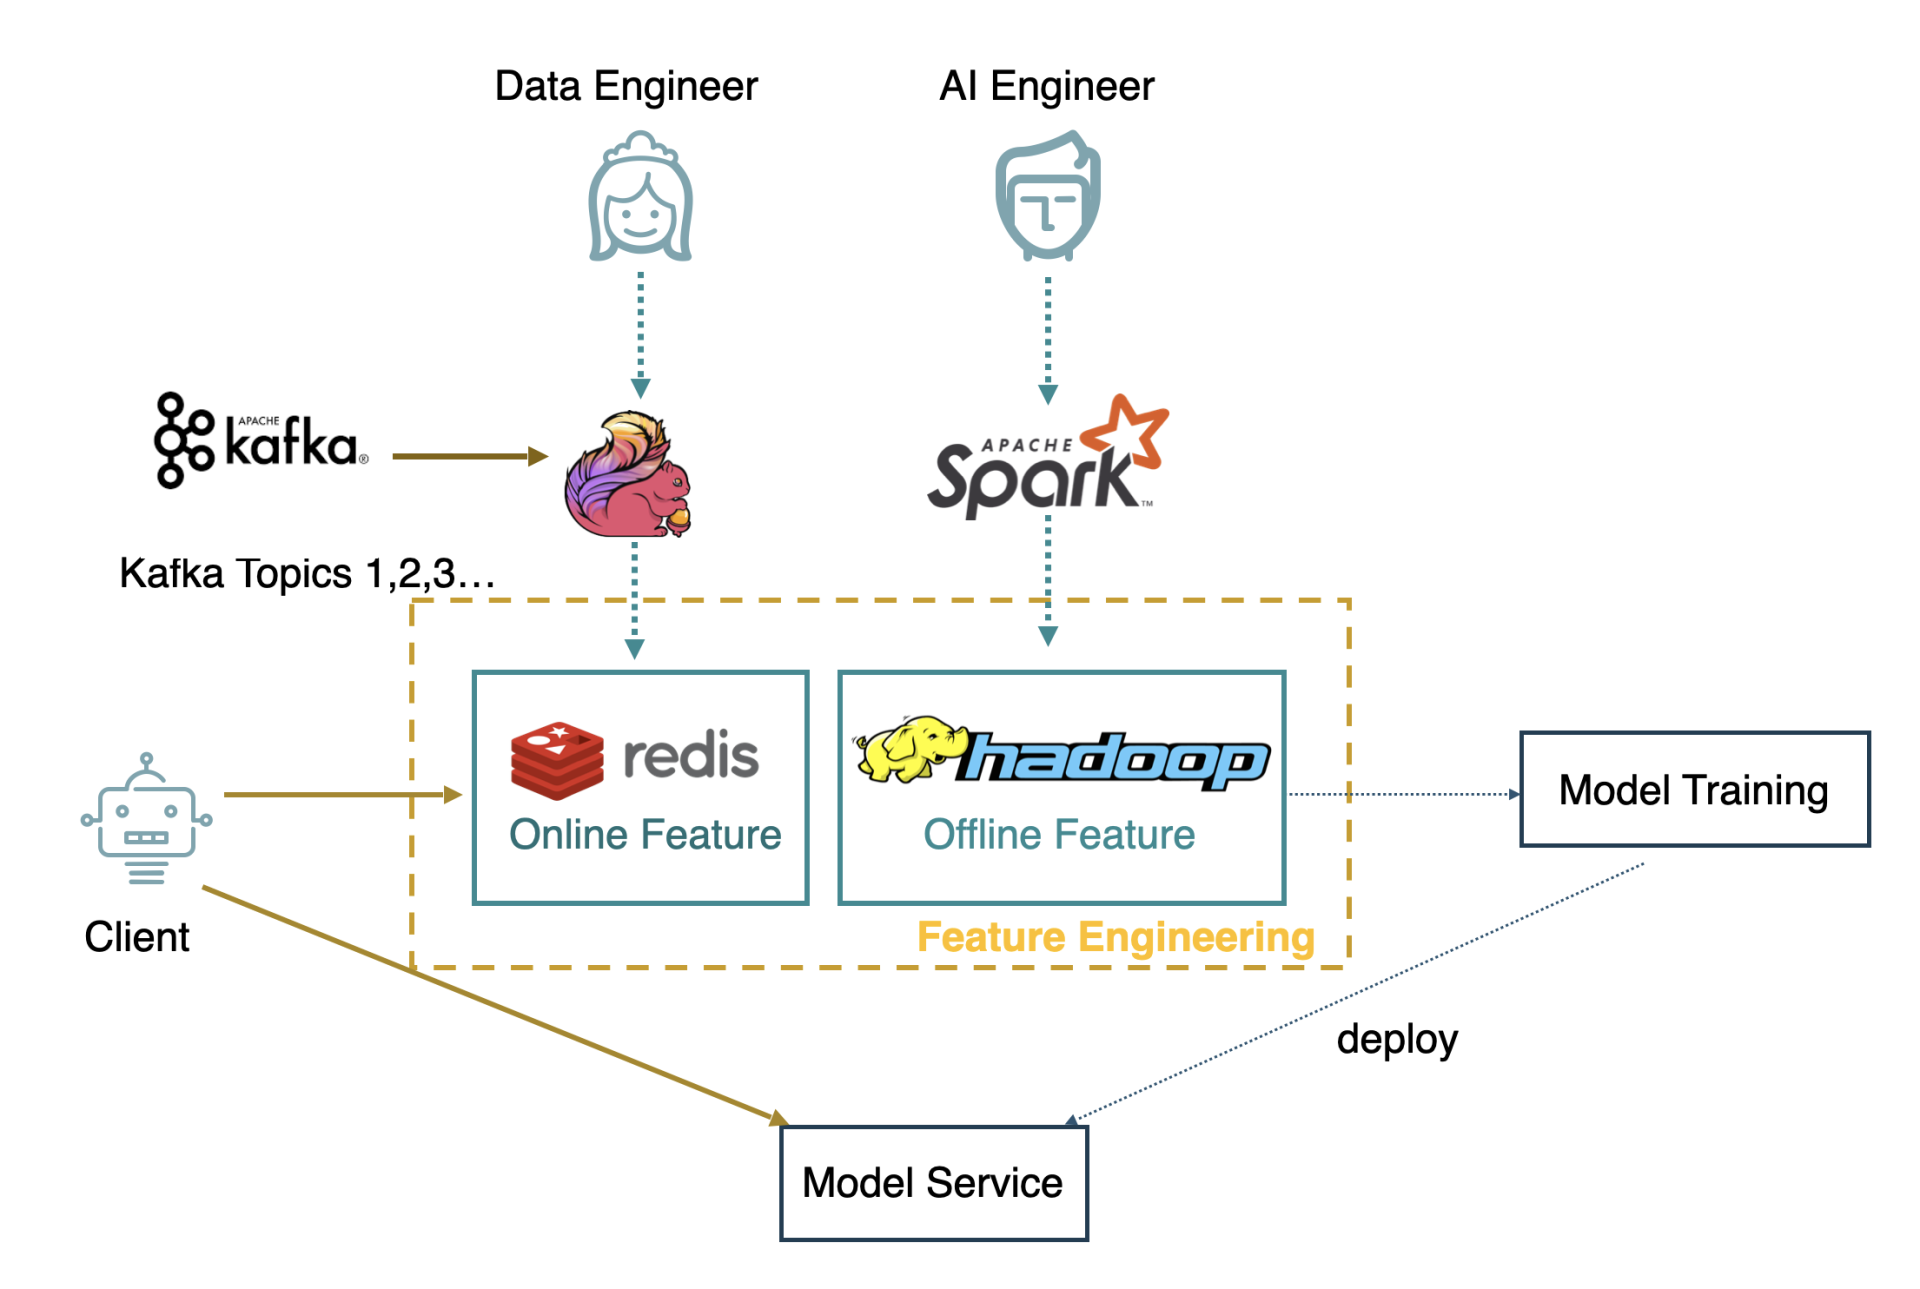 Data Engineer
AI Engineer
APACHE
kafka®
APACHE
Spark™
Kafka Topics 1,2,3...
redis
Online Feature
hadoop
Offline Feature
Model Training
Client
Feature Engineering
deploy
Model Service